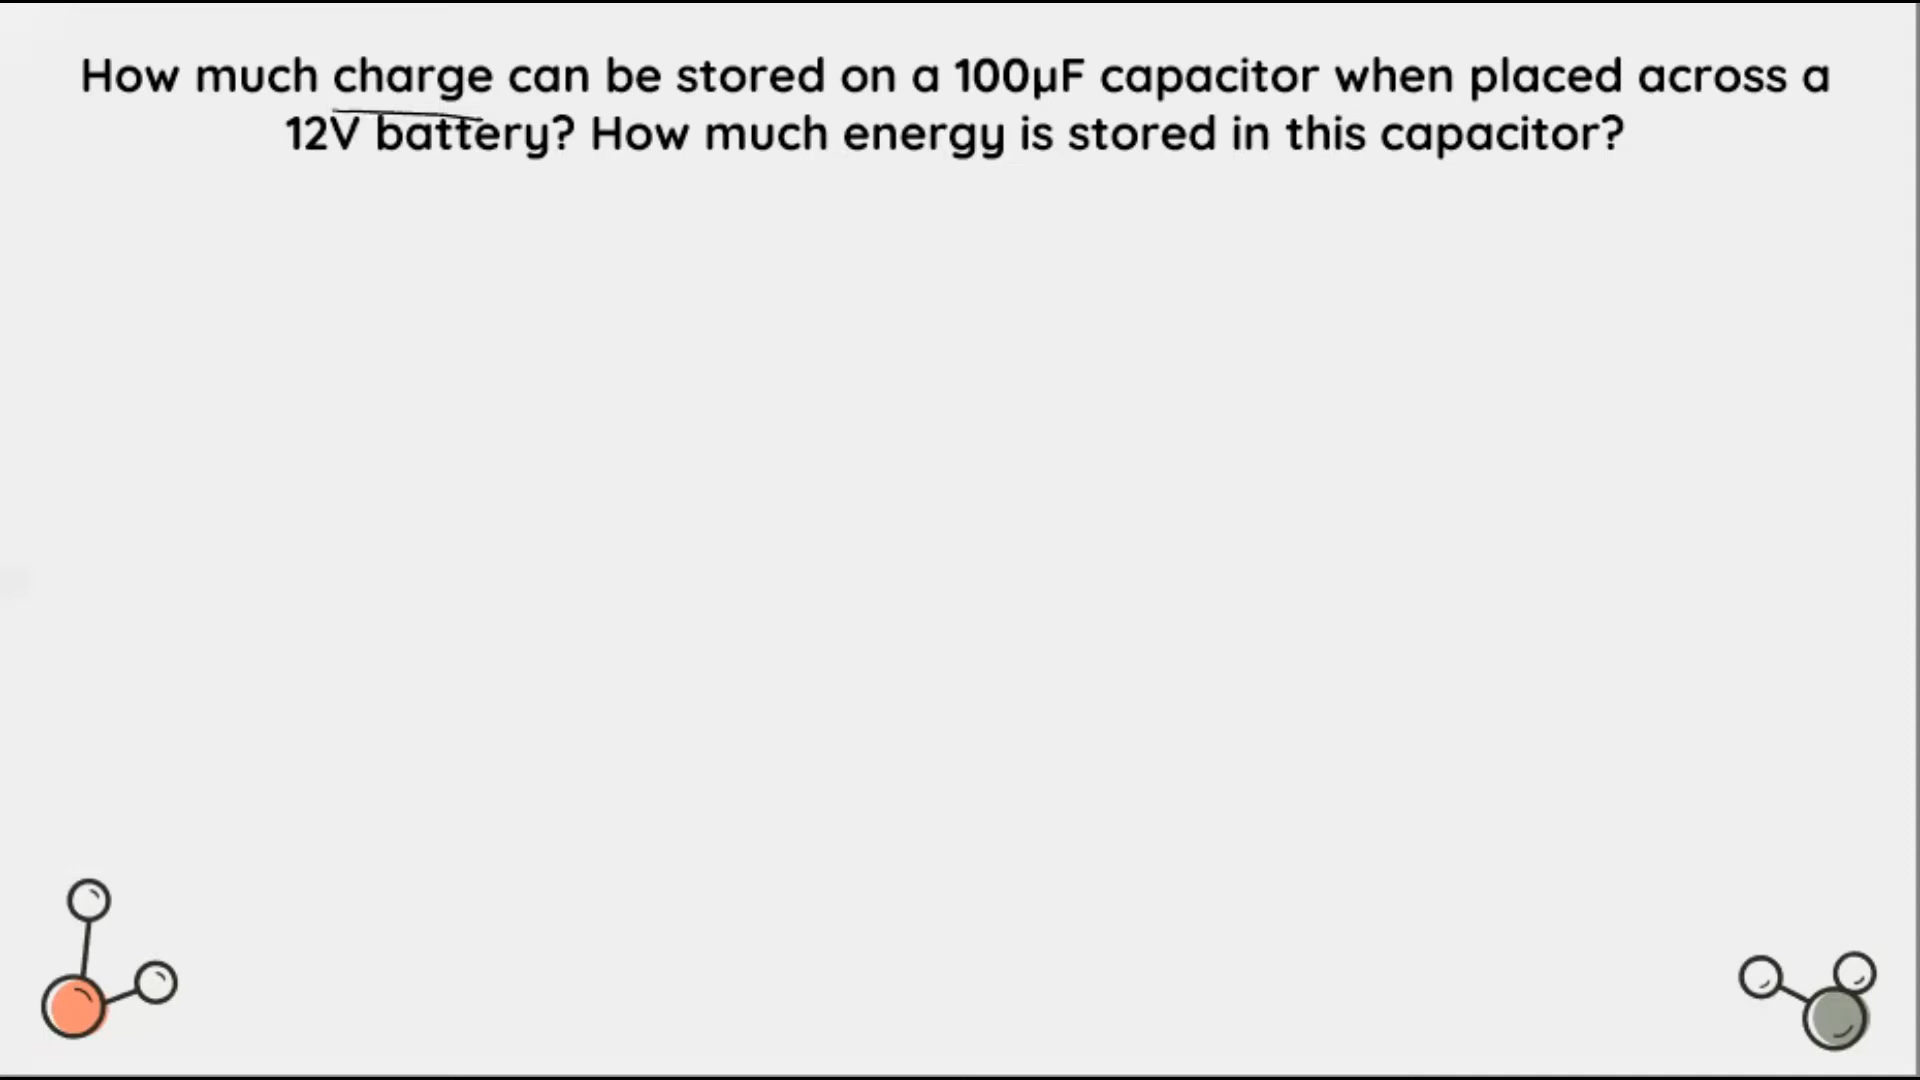 How much charge can be stored on a 100µF capacitor when placed across a
12V battery? How much energy is stored in this capacitor?